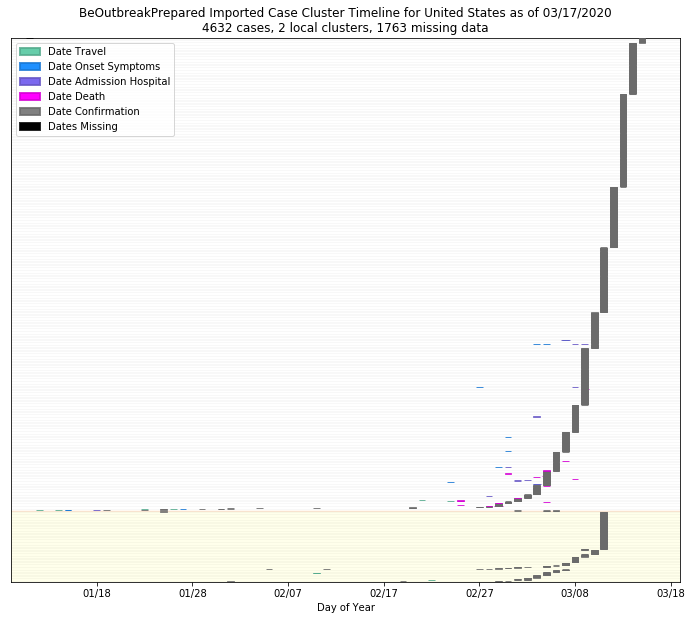 BeOutbreakPrepared Imported Case Cluster Timeline for United States as of 03/17/2020
4632 cases, 2 local clusters, 1763 missing data
Date Travel
Date Onset Symptoms
Date Admission Hospital
Date Death
Date Confirmation
Dates Missing
01/18 01/28 02/07 02/17 02/27 03/08 03/18
Day of Year